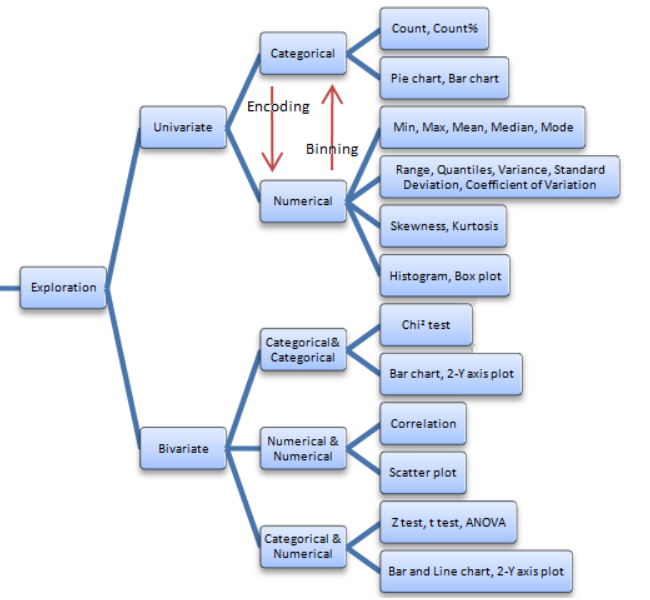 Count, Count%
Categorical
Pie chart, Bar chart
Encoding
Univariate
Min, Max, Mean, Median, Mode
Binning
Range, Quantiles, Variance, Standard
Deviation, Coefficient of Variation
Numerical
Skewness, Kurtosis
Histogram, Box plot
Exploration
Chi² test
Categorical&
Categorical
Bar chart, 2-Y axis plot
Correlation
Bivariate
Numerical &
Numerical
Scatter plot
Z test, t test, ANOVA
Categorical &
Numerical
Bar and Line chart, 2-Y axis plot